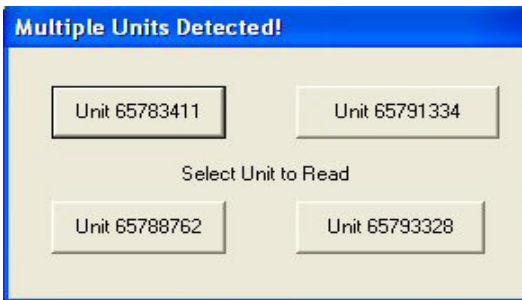 Multiple Units Detected!
Unit 65783411
Unit 65791334
Select Unit to Read
Unit 65788762
Unit 65793328